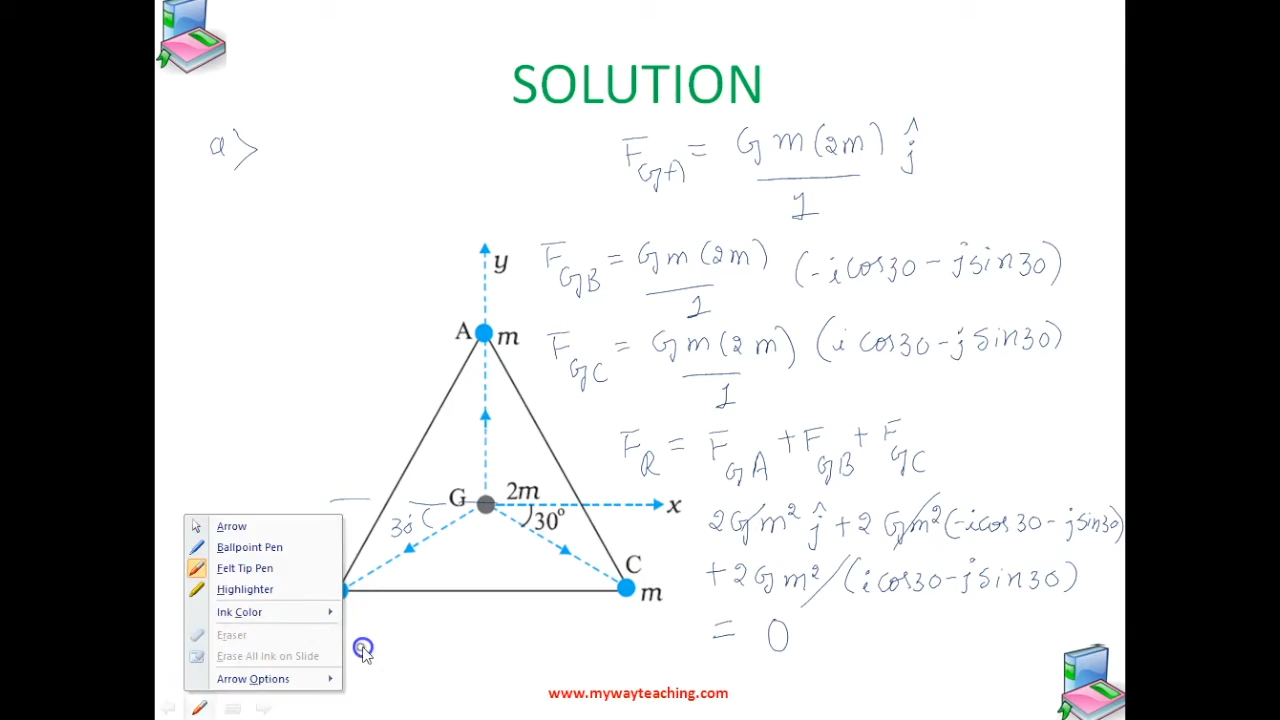 SOLUTION
a>
F_GA = Gm(2m)/1 ĵ
F_GB = Gm(2m)/1 (-i cos30 - j sin30)
F_GC = Gm(2m)/1 (i cos30 - j sin30)
F_R = F_GA + F_GB + F_GC
2Gm² ĵ + 2Gm²(-i cos30 - j sin30)
+ 2Gm² (i cos30 - j sin30)
= 0
y
A m
G 2m x
30° 30°
C
m
Arrow
Ballpoint Pen
Felt Tip Pen
Highlighter
Ink Color
Eraser
Erase All Ink on Slide
Arrow Options
www.mywayteaching.com